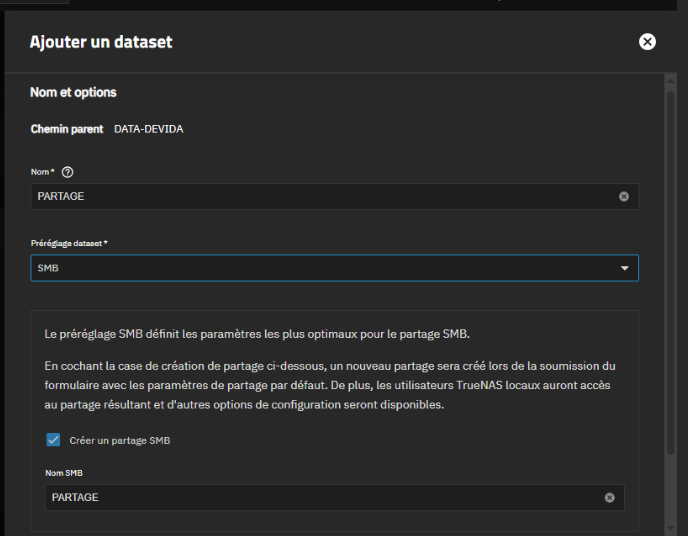 Ajouter un dataset
Nom et options
Chemin parent DATA-DEVIDA
Nom *
PARTAGE
Préréglage dataset *
SMB
Le préréglage SMB définit les paramètres les plus optimaux pour le partage SMB.
En cochant la case de création de partage ci-dessous, un nouveau partage sera créé lors de la soumission du
formulaire avec les paramètres de partage par défaut. De plus, les utilisateurs TrueNAS locaux auront accès
au partage résultant et d'autres options de configuration seront disponibles.
Créer un partage SMB
Nom SMB
PARTAGE